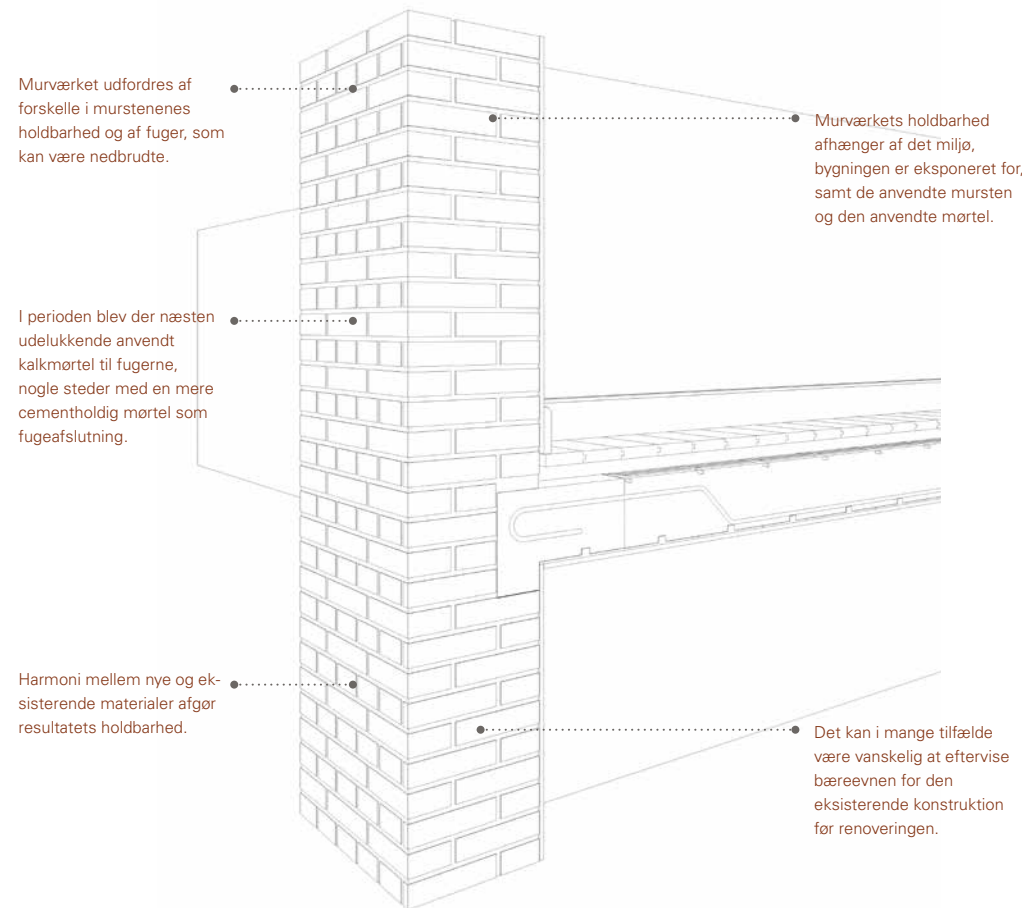 Murværket udfordres af
forskelle i murstenenes
holdbarhed og af fuger, som
kan være nedbrudte.
Murværkets holdbarhed
afhænger af det miljø,
bygningen er eksponeret for,
samt de anvendte mursten
og den anvendte mørtel.
I perioden blev der næsten
udelukkende anvendt
kalkmørtel til fugerne,
nogle steder med en mere
cementholdig mørtel som
fugeafslutning.
Harmoni mellem nye og ek-
sisterende materialer afgør
resultatets holdbarhed.
Det kan i mange tilfælde
være vanskelig at eftervise
bæreevnen for den
eksisterende konstruktion
før renoveringen.